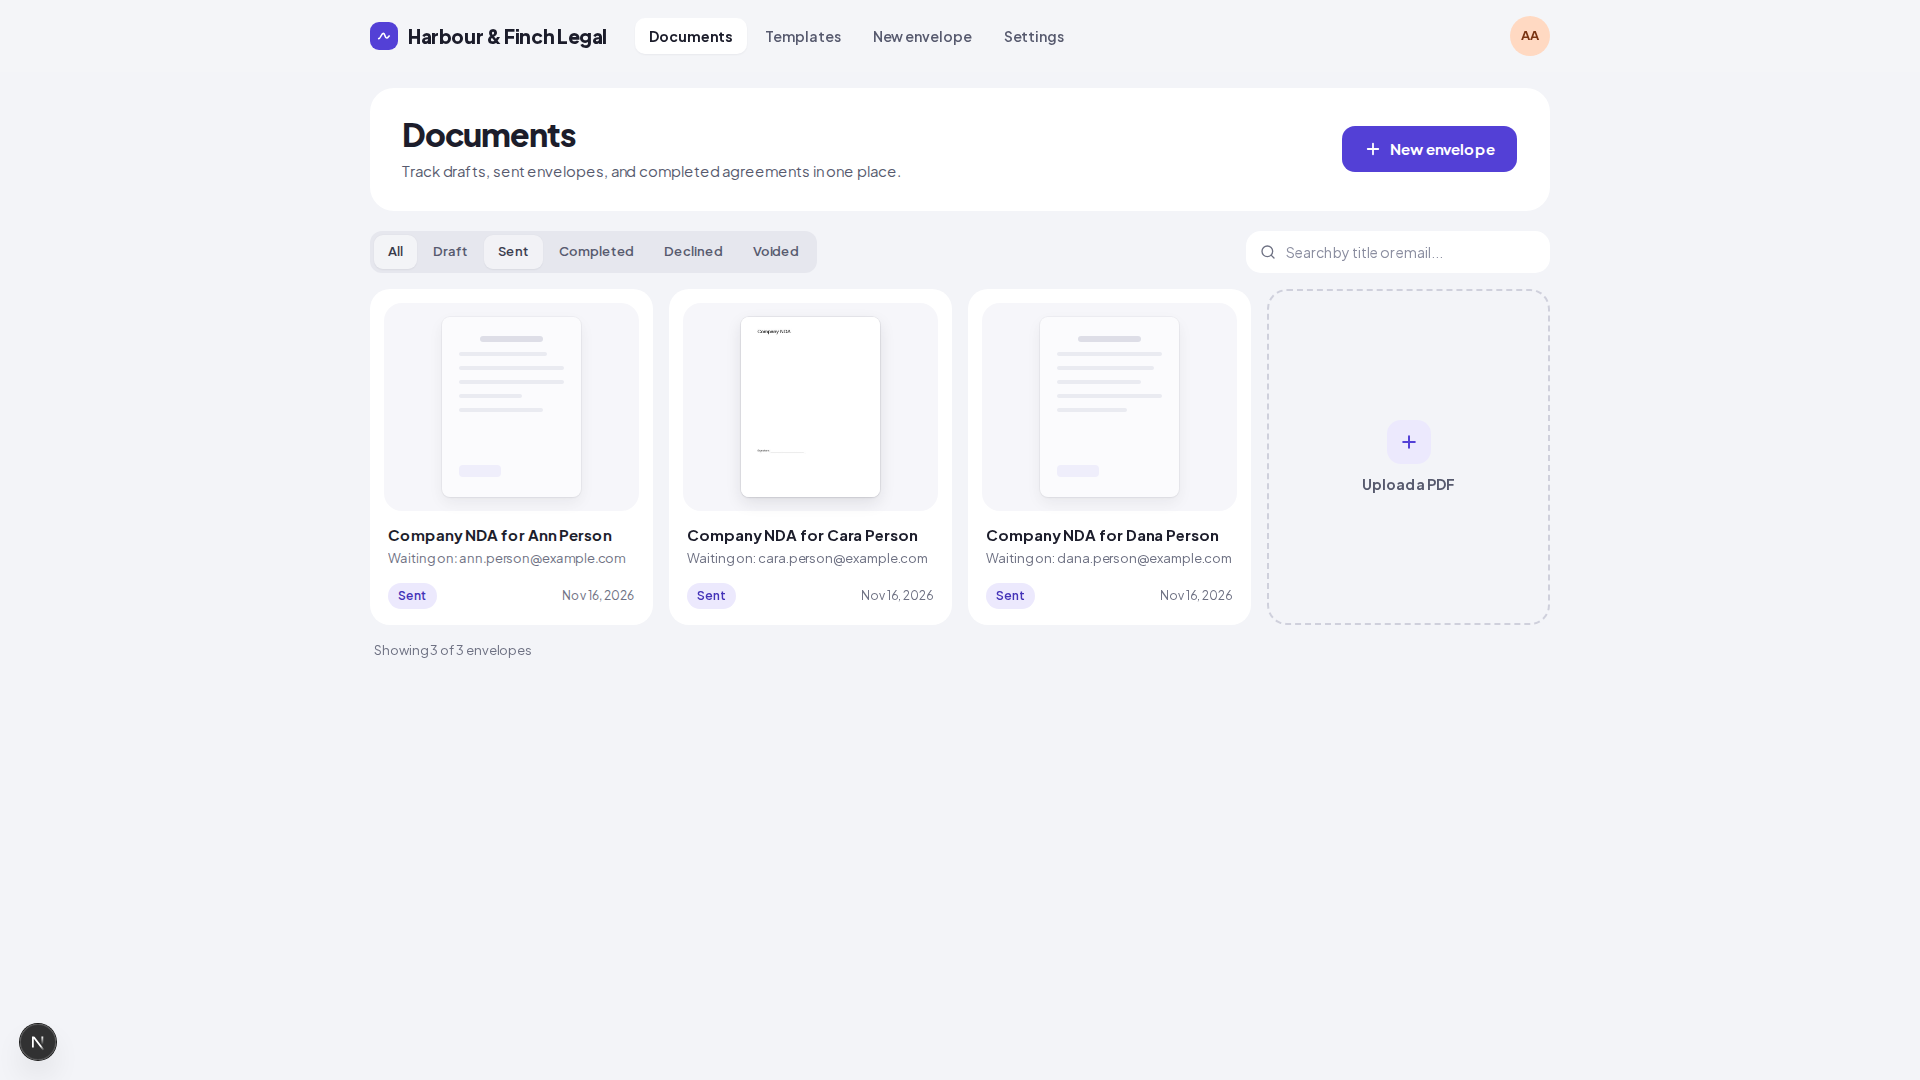 Harbour & Finch Legal
Documents
Templates
New envelope
Settings
AA
Documents
Track drafts, sent envelopes, and completed agreements in one place.
New envelope
All
Draft
Sent
Completed
Declined
Voided
Search by title or email...
Company NDA
Company NDA for Ann Person
Waiting on: ann.person@example.com
Sent
Nov 16, 2026
Company NDA for Cara Person
Waiting on: cara.person@example.com
Sent
Nov 16, 2026
Company NDA for Dana Person
Waiting on: dana.person@example.com
Sent
Nov 16, 2026
Upload a PDF
Showing 3 of 3 envelopes
N